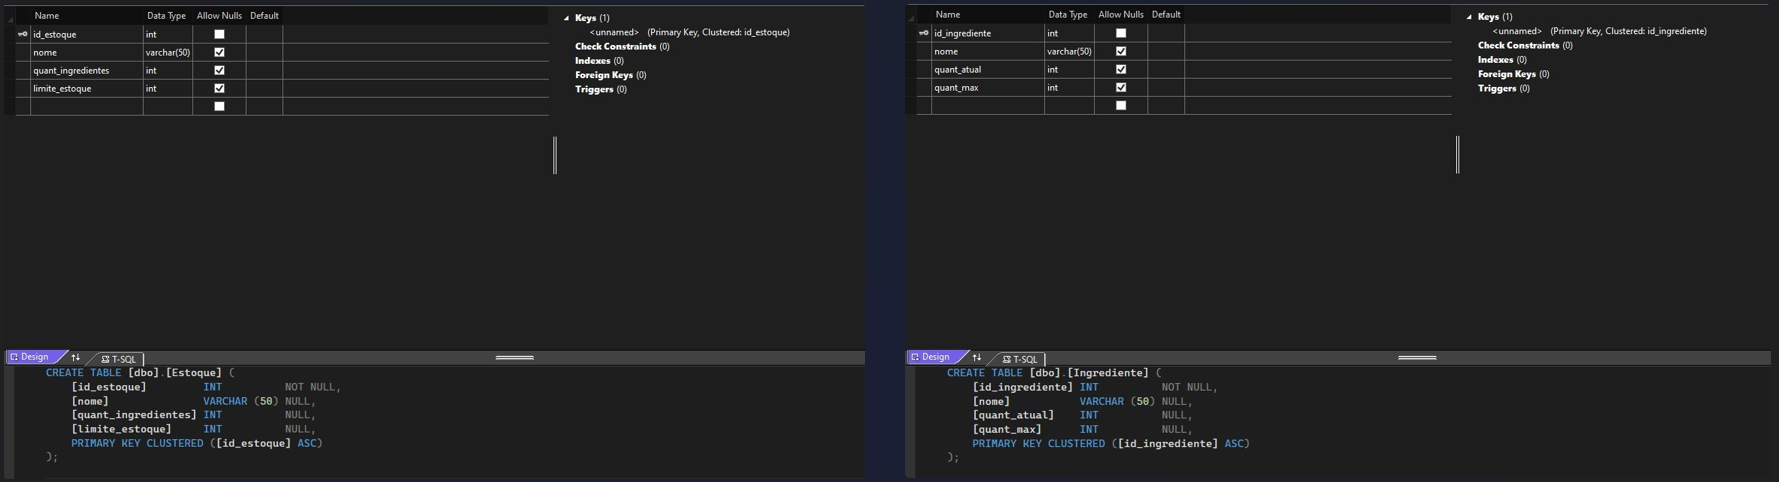 Name Data Type Allow Nulls Default
id_estoque int
nome varchar(50)
quant_ingredientes int
limite_estoque int
Keys (1)
<unnamed> (Primary Key, Clustered: id_estoque)
Check Constraints (0)
Indexes (0)
Foreign Keys (0)
Triggers (0)
Design T-SQL
CREATE TABLE [dbo].[Estoque] (
[id_estoque] INT NOT NULL,
[nome] VARCHAR (50) NULL,
[quant_ingredientes] INT NULL,
[limite_estoque] INT NULL,
PRIMARY KEY CLUSTERED ([id_estoque] ASC)
);
Name Data Type Allow Nulls Default
id_ingrediente int
nome varchar(50)
quant_atual int
quant_max int
Keys (1)
<unnamed> (Primary Key, Clustered: id_ingrediente)
Check Constraints (0)
Indexes (0)
Foreign Keys (0)
Triggers (0)
Design T-SQL
CREATE TABLE [dbo].[Ingrediente] (
[id_ingrediente] INT NOT NULL,
[nome] VARCHAR (50) NULL,
[quant_atual] INT NULL,
[quant_max] INT NULL,
PRIMARY KEY CLUSTERED ([id_ingrediente] ASC)
);